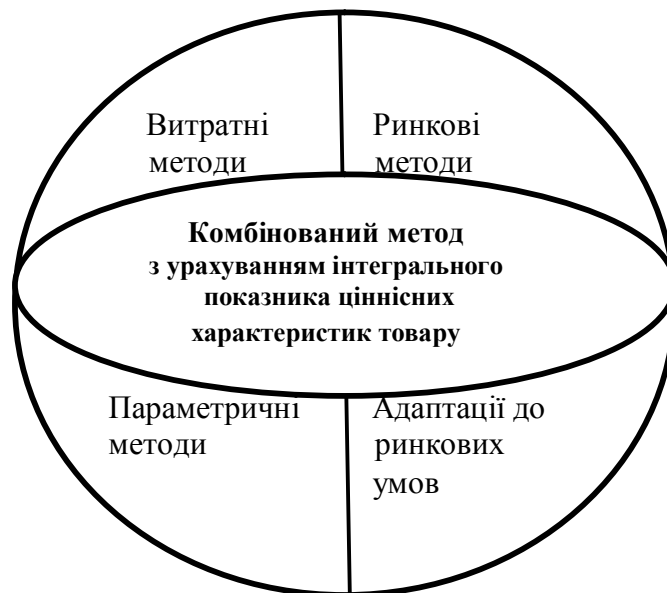 Витратні
методи
Ринкові
методи
Комбінований метод
з урахуванням інтегрального
показника ціннісних
характеристик товару
Параметричні
методи
Адаптації до
ринкових
умов